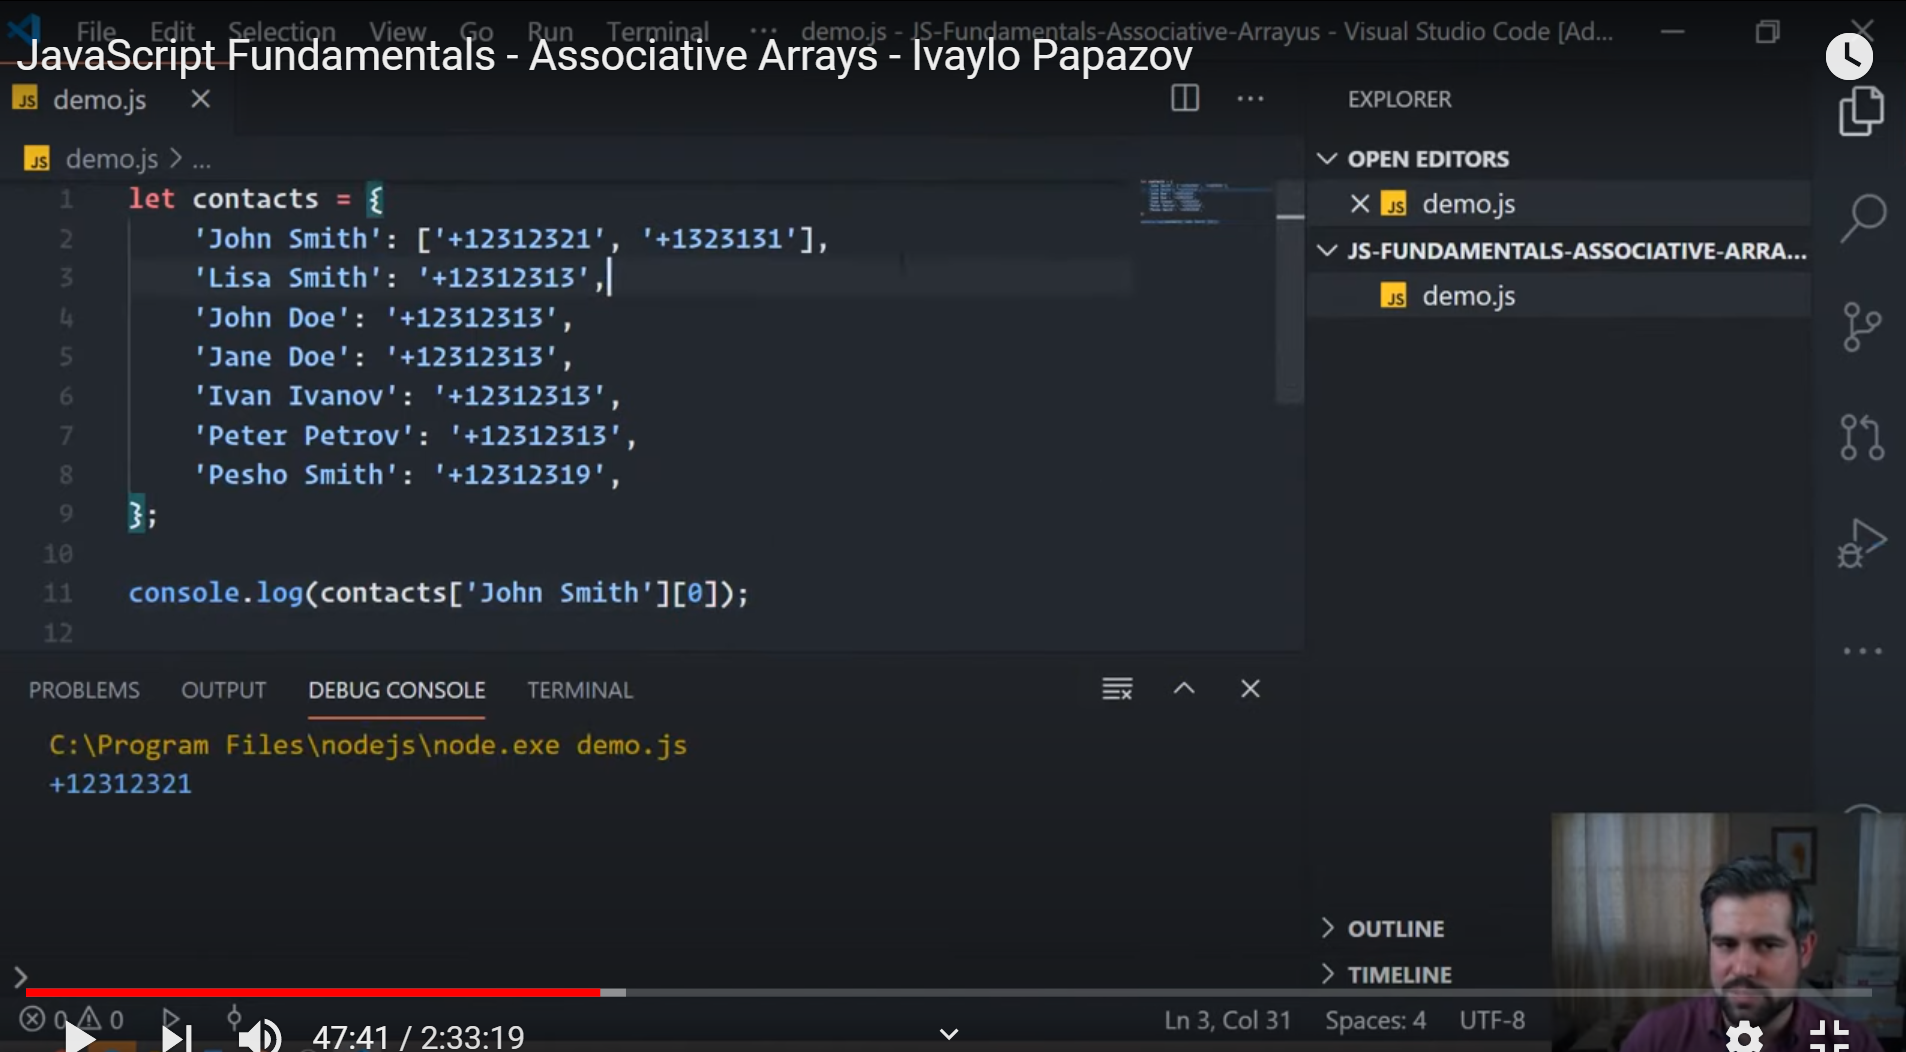 File Edit Selection View Go Run Terminal ··· demo.js - JS-Fundamentals-Associative-Arrayus - Visual Studio Code [Ad...
JavaScript Fundamentals - Associative Arrays - Ivaylo Papazov
JS demo.js
JS demo.js > ...
1 let contacts = {
2 'John Smith': ['+12312321', '+1323131'],
3 'Lisa Smith': '+12312313',
4 'John Doe': '+12312313',
5 'Jane Doe': '+12312313',
6 'Ivan Ivanov': '+12312313',
7 'Peter Petrov': '+12312313',
8 'Pesho Smith': '+12312319',
9 };
10
11 console.log(contacts['John Smith'][0]);
12
EXPLORER
OPEN EDITORS
JS demo.js
JS-FUNDAMENTALS-ASSOCIATIVE-ARRA...
JS demo.js
PROBLEMS OUTPUT DEBUG CONSOLE TERMINAL
C:\Program Files\nodejs\node.exe demo.js
+12312321
OUTLINE
TIMELINE
0 0
Ln 3, Col 31 Spaces: 4 UTF-8
47:41 / 2:33:19